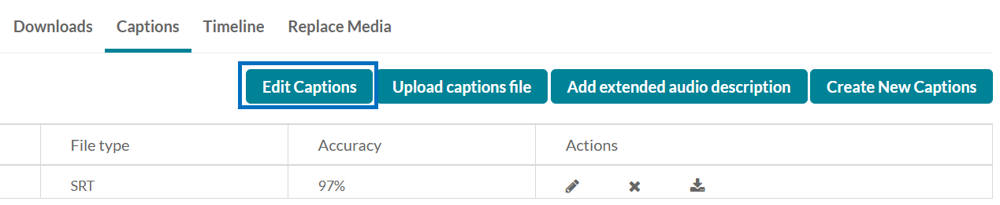 Downloads Captions Timeline Replace Media
Edit Captions Upload captions file Add extended audio description Create New Captions
File type Accuracy Actions
SRT 97%